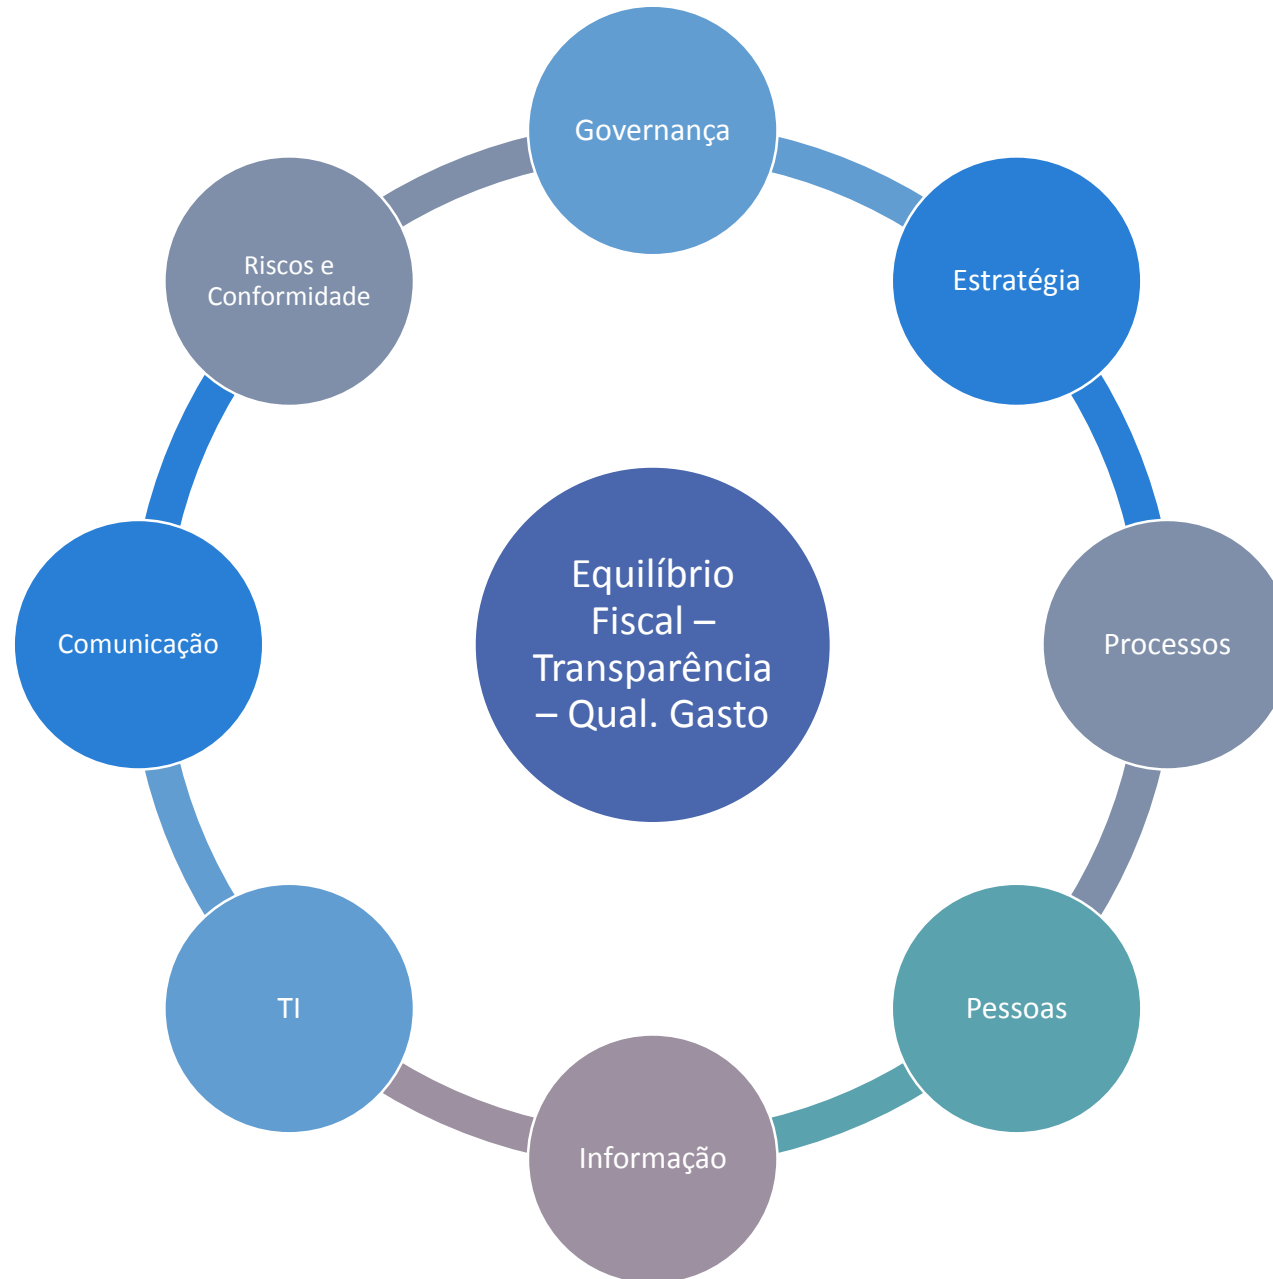 Governança
Estratégia
Processos
Pessoas
Informação
TI
Comunicação
Riscos e
Conformidade
Equilíbrio
Fiscal –
Transparência
– Qual. Gasto